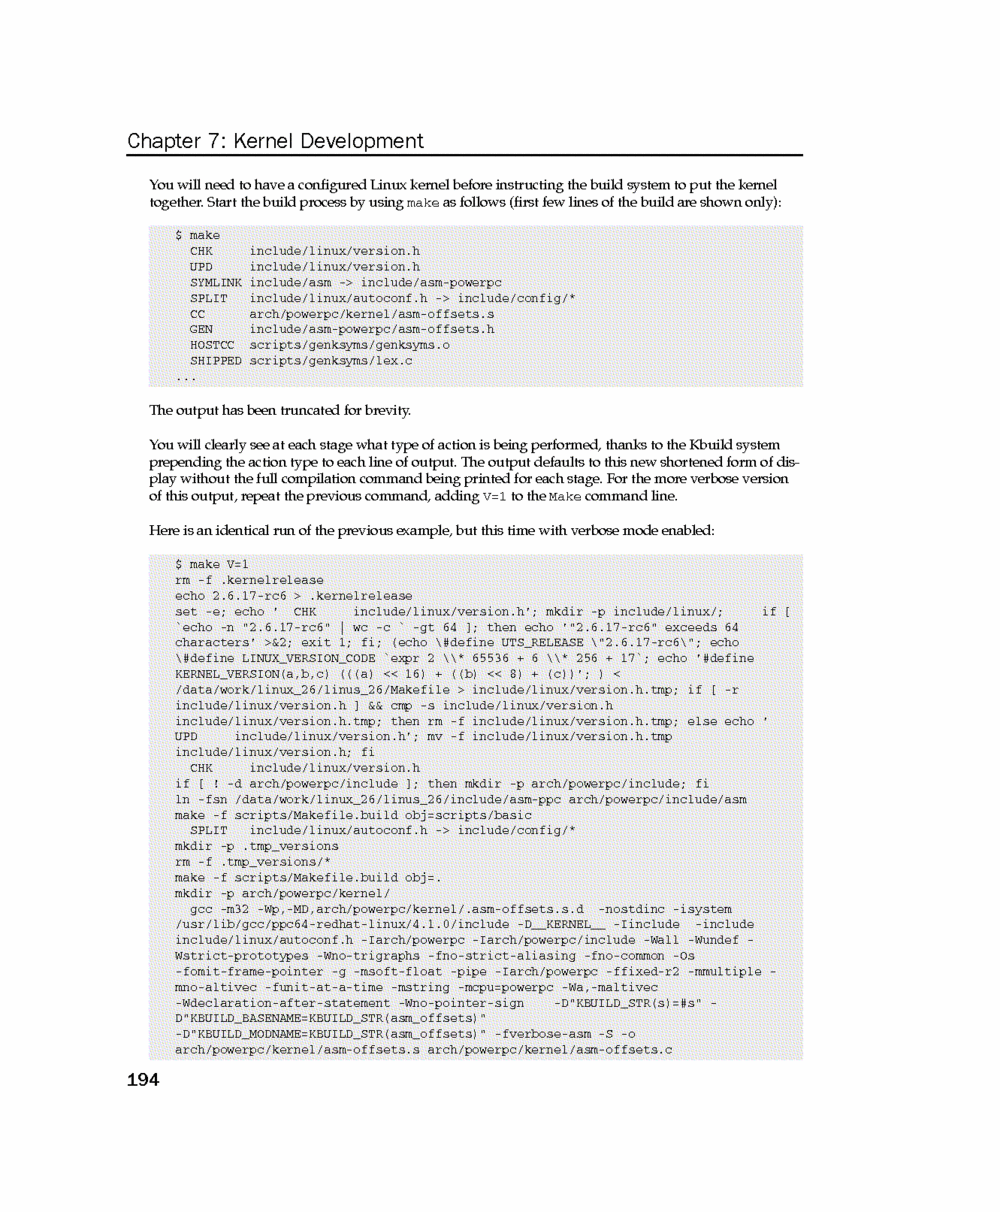 Chapter 7: Kernel Development
You will need to have a configured Linux kernel before instructing the build system to put the kernel
together. Start the build process by using make as follows (first few lines of the build are shown only):
$ make
CHK include/linux/version.h
UPD include/linux/version.h
SYMLINK include/asm -> include/asm-powerpc
SPLIT include/linux/autoconf.h -> include/config/*
CC arch/powerpc/kernel/asm-offsets.s
GEN include/asm-powerpc/asm-offsets.h
HOSTCC scripts/genksyms/genksyms.o
SHIPPED scripts/genksyms/lex.c
...
The output has been truncated for brevity.
You will clearly see at each stage what type of action is being performed, thanks to the Kbuild system
prepending the action type to each line of output. The output defaults to this new shortened form of dis-
play without the full compilation command being printed for each stage. For the more verbose version
of this output, repeat the previous command, adding V=1 to the Make command line.
Here is an identical run of the previous example, but this time with verbose mode enabled:
$ make V=1
rm -f .kernelrelease
echo 2.6.17-rc6 > .kernelrelease
set -e; echo '  CHK     include/linux/version.h'; mkdir -p include/linux/;     if [
`echo -n "2.6.17-rc6" | wc -c ` -gt 64 ]; then echo '"2.6.17-rc6" exceeds 64
characters' >&2; exit 1; fi; (echo \#define UTS_RELEASE \"2.6.17-rc6\"; echo
\#define LINUX_VERSION_CODE `expr 2 \\* 65536 + 6 \\* 256 + 17`; echo '#define
KERNEL_VERSION(a,b,c) (((a) << 16) + ((b) << 8) + (c))'; ) <
/data/work/linux_26/linus_26/Makefile > include/linux/version.h.tmp; if [ -r
include/linux/version.h ] && cmp -s include/linux/version.h
include/linux/version.h.tmp; then rm -f include/linux/version.h.tmp; else echo '
UPD     include/linux/version.h'; mv -f include/linux/version.h.tmp
include/linux/version.h; fi
CHK include/linux/version.h
if [ ! -d arch/powerpc/include ]; then mkdir -p arch/powerpc/include; fi
ln -fsn /data/work/linux_26/linus_26/include/asm-ppc arch/powerpc/include/asm
make -f scripts/Makefile.build obj=scripts/basic
SPLIT include/linux/autoconf.h -> include/config/*
mkdir -p .tmp_versions
rm -f .tmp_versions/*
make -f scripts/Makefile.build obj=.
mkdir -p arch/powerpc/kernel/
gcc -m32 -Wp,-MD,arch/powerpc/kernel/.asm-offsets.s.d  -nostdinc -isystem
/usr/lib/gcc/ppc64-redhat-linux/4.1.0/include -D__KERNEL__ -Iinclude  -include
include/linux/autoconf.h -Iarch/powerpc -Iarch/powerpc/include -Wall -Wundef -
Wstrict-prototypes -Wno-trigraphs -fno-strict-aliasing -fno-common -Os
-fomit-frame-pointer -g -msoft-float -pipe -Iarch/powerpc -ffixed-r2 -mmultiple -
mno-altivec -funit-at-a-time -mstring -mcpu=powerpc -Wa,-maltivec
-Wdeclaration-after-statement -Wno-pointer-sign    -D"KBUILD_STR(s)=#s" -
D"KBUILD_BASENAME=KBUILD_STR(asm_offsets)"
-D"KBUILD_MODNAME=KBUILD_STR(asm_offsets)" -fverbose-asm -S -o
arch/powerpc/kernel/asm-offsets.s arch/powerpc/kernel/asm-offsets.c
194